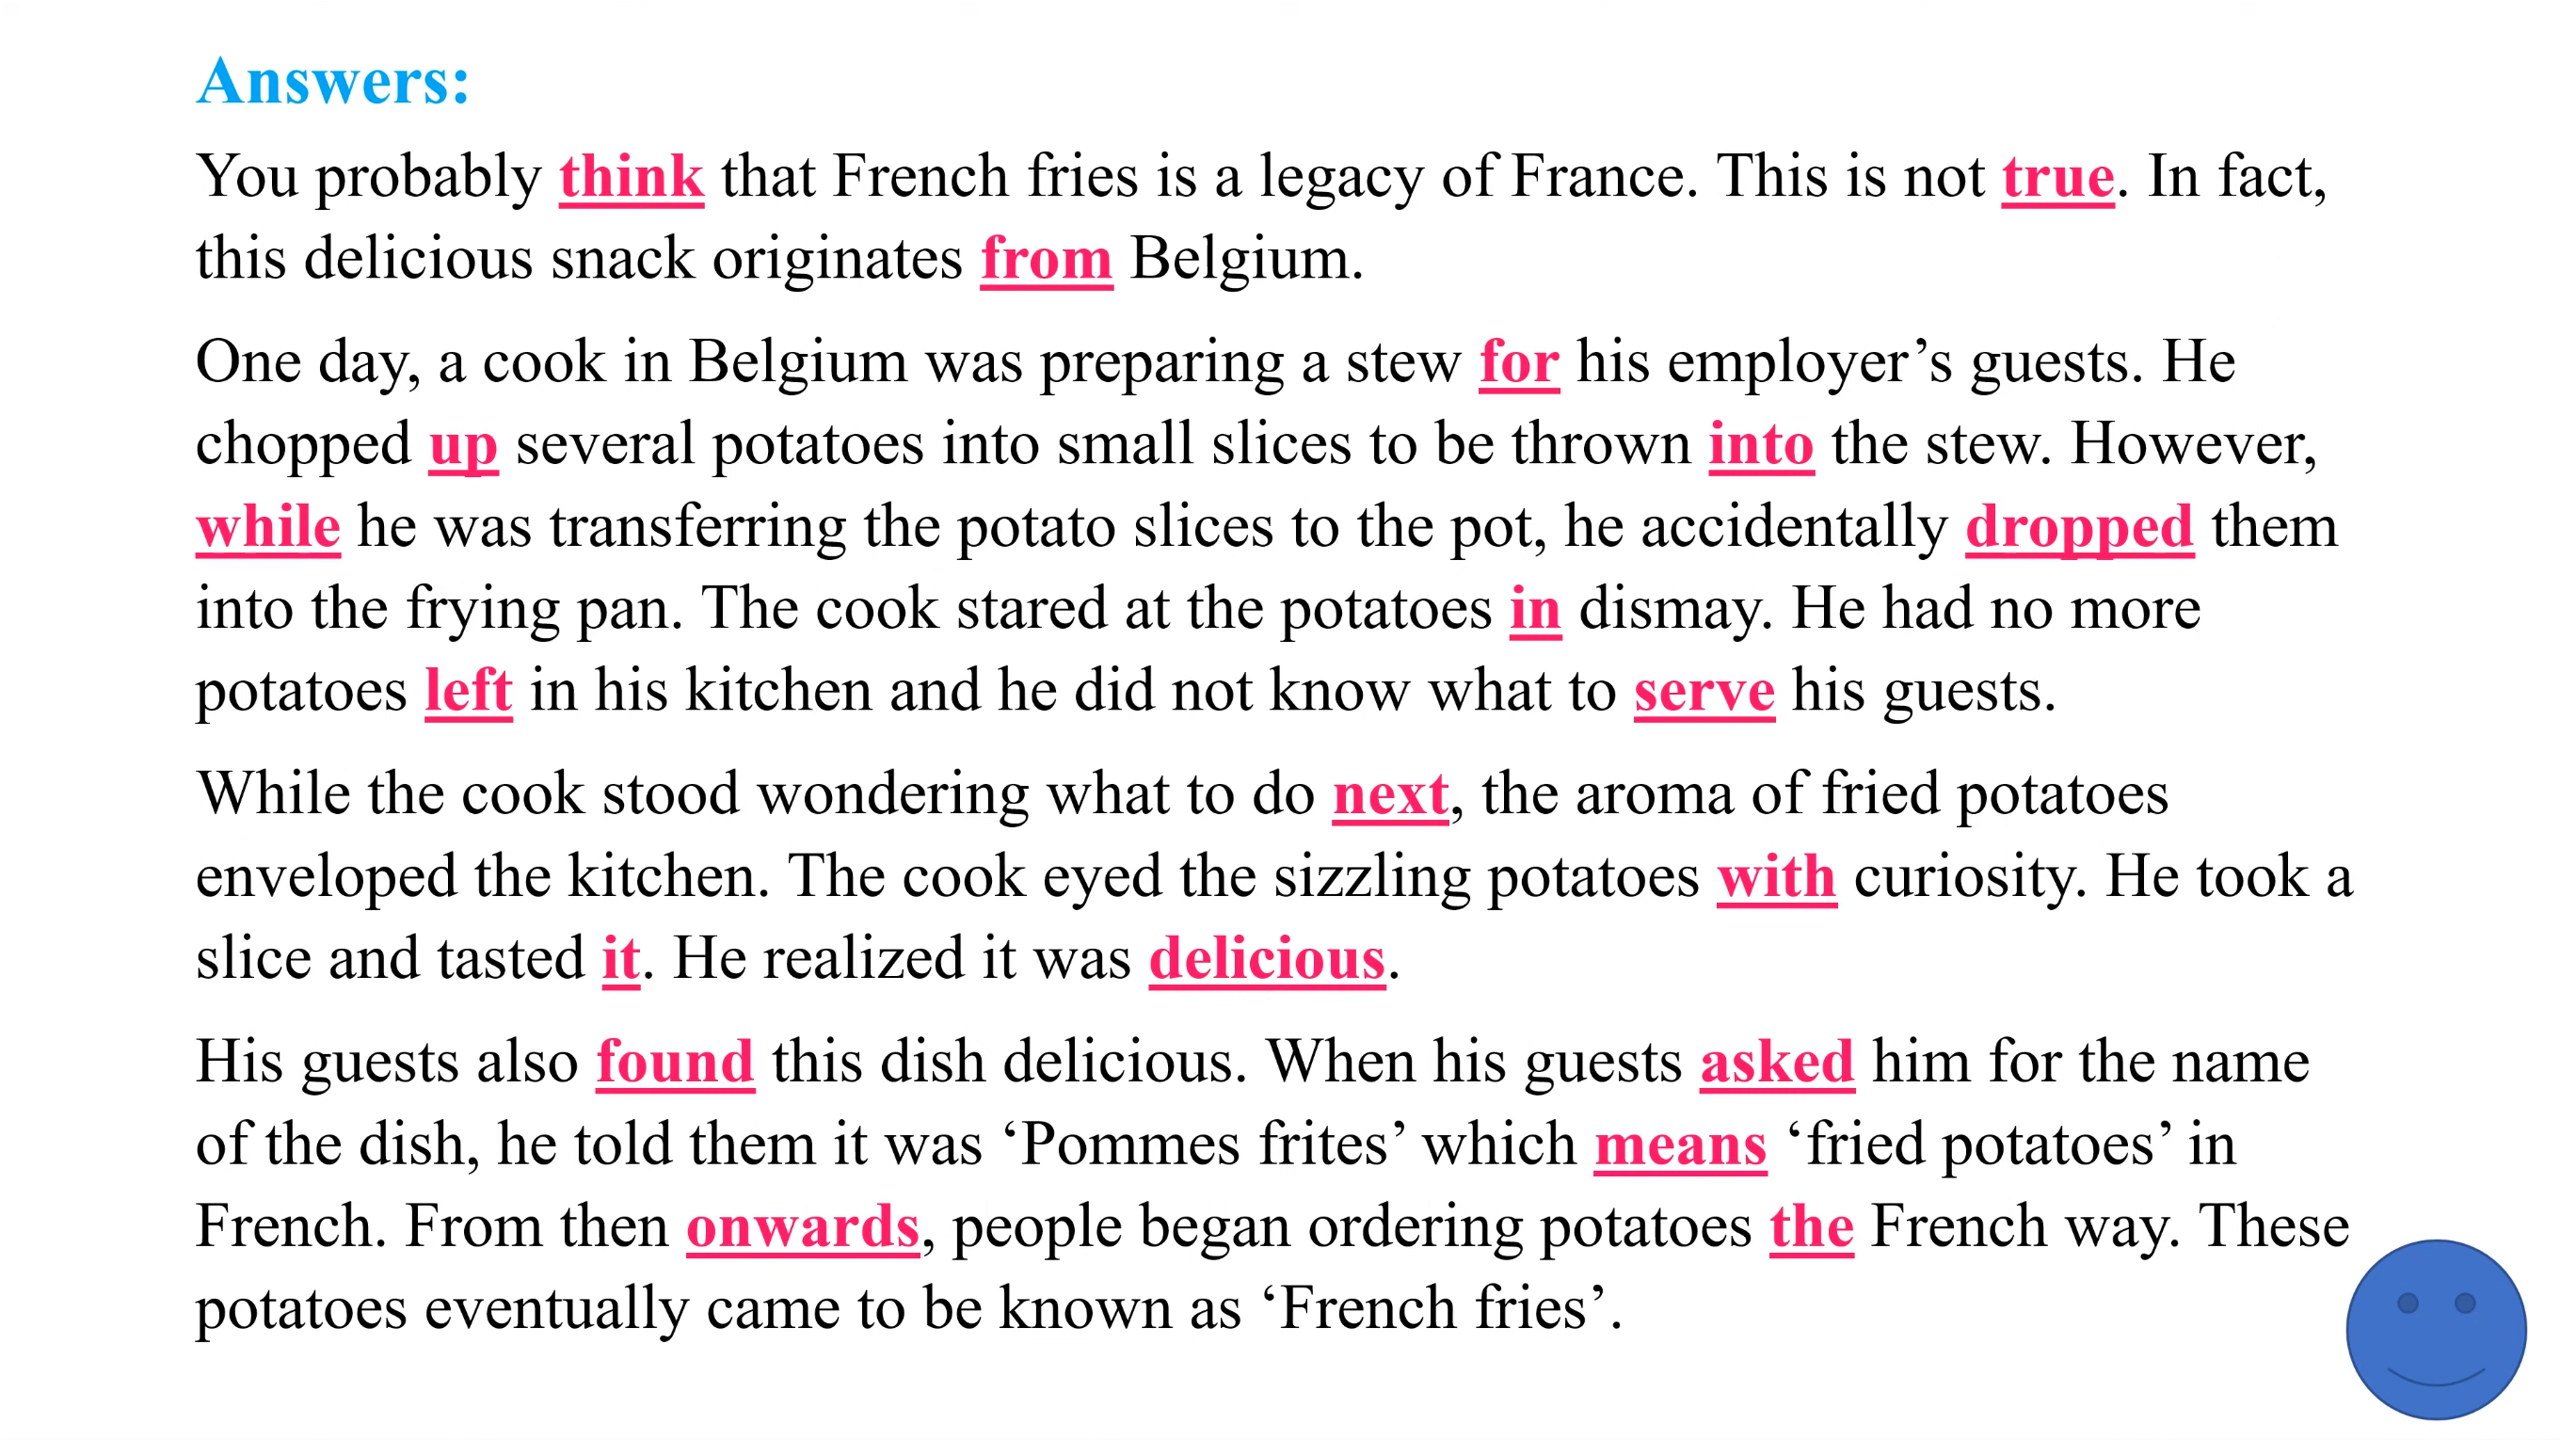 Answers:
You probably think that French fries is a legacy of France. This is not true. In fact,
this delicious snack originates from Belgium.
One day, a cook in Belgium was preparing a stew for his employer’s guests. He
chopped up several potatoes into small slices to be thrown into the stew. However,
while he was transferring the potato slices to the pot, he accidentally dropped them
into the frying pan. The cook stared at the potatoes in dismay. He had no more
potatoes left in his kitchen and he did not know what to serve his guests.
While the cook stood wondering what to do next, the aroma of fried potatoes
enveloped the kitchen. The cook eyed the sizzling potatoes with curiosity. He took a
slice and tasted it. He realized it was delicious.
His guests also found this dish delicious. When his guests asked him for the name
of the dish, he told them it was ‘Pommes frites’ which means ‘fried potatoes’ in
French. From then onwards, people began ordering potatoes the French way. These
potatoes eventually came to be known as ‘French fries’.